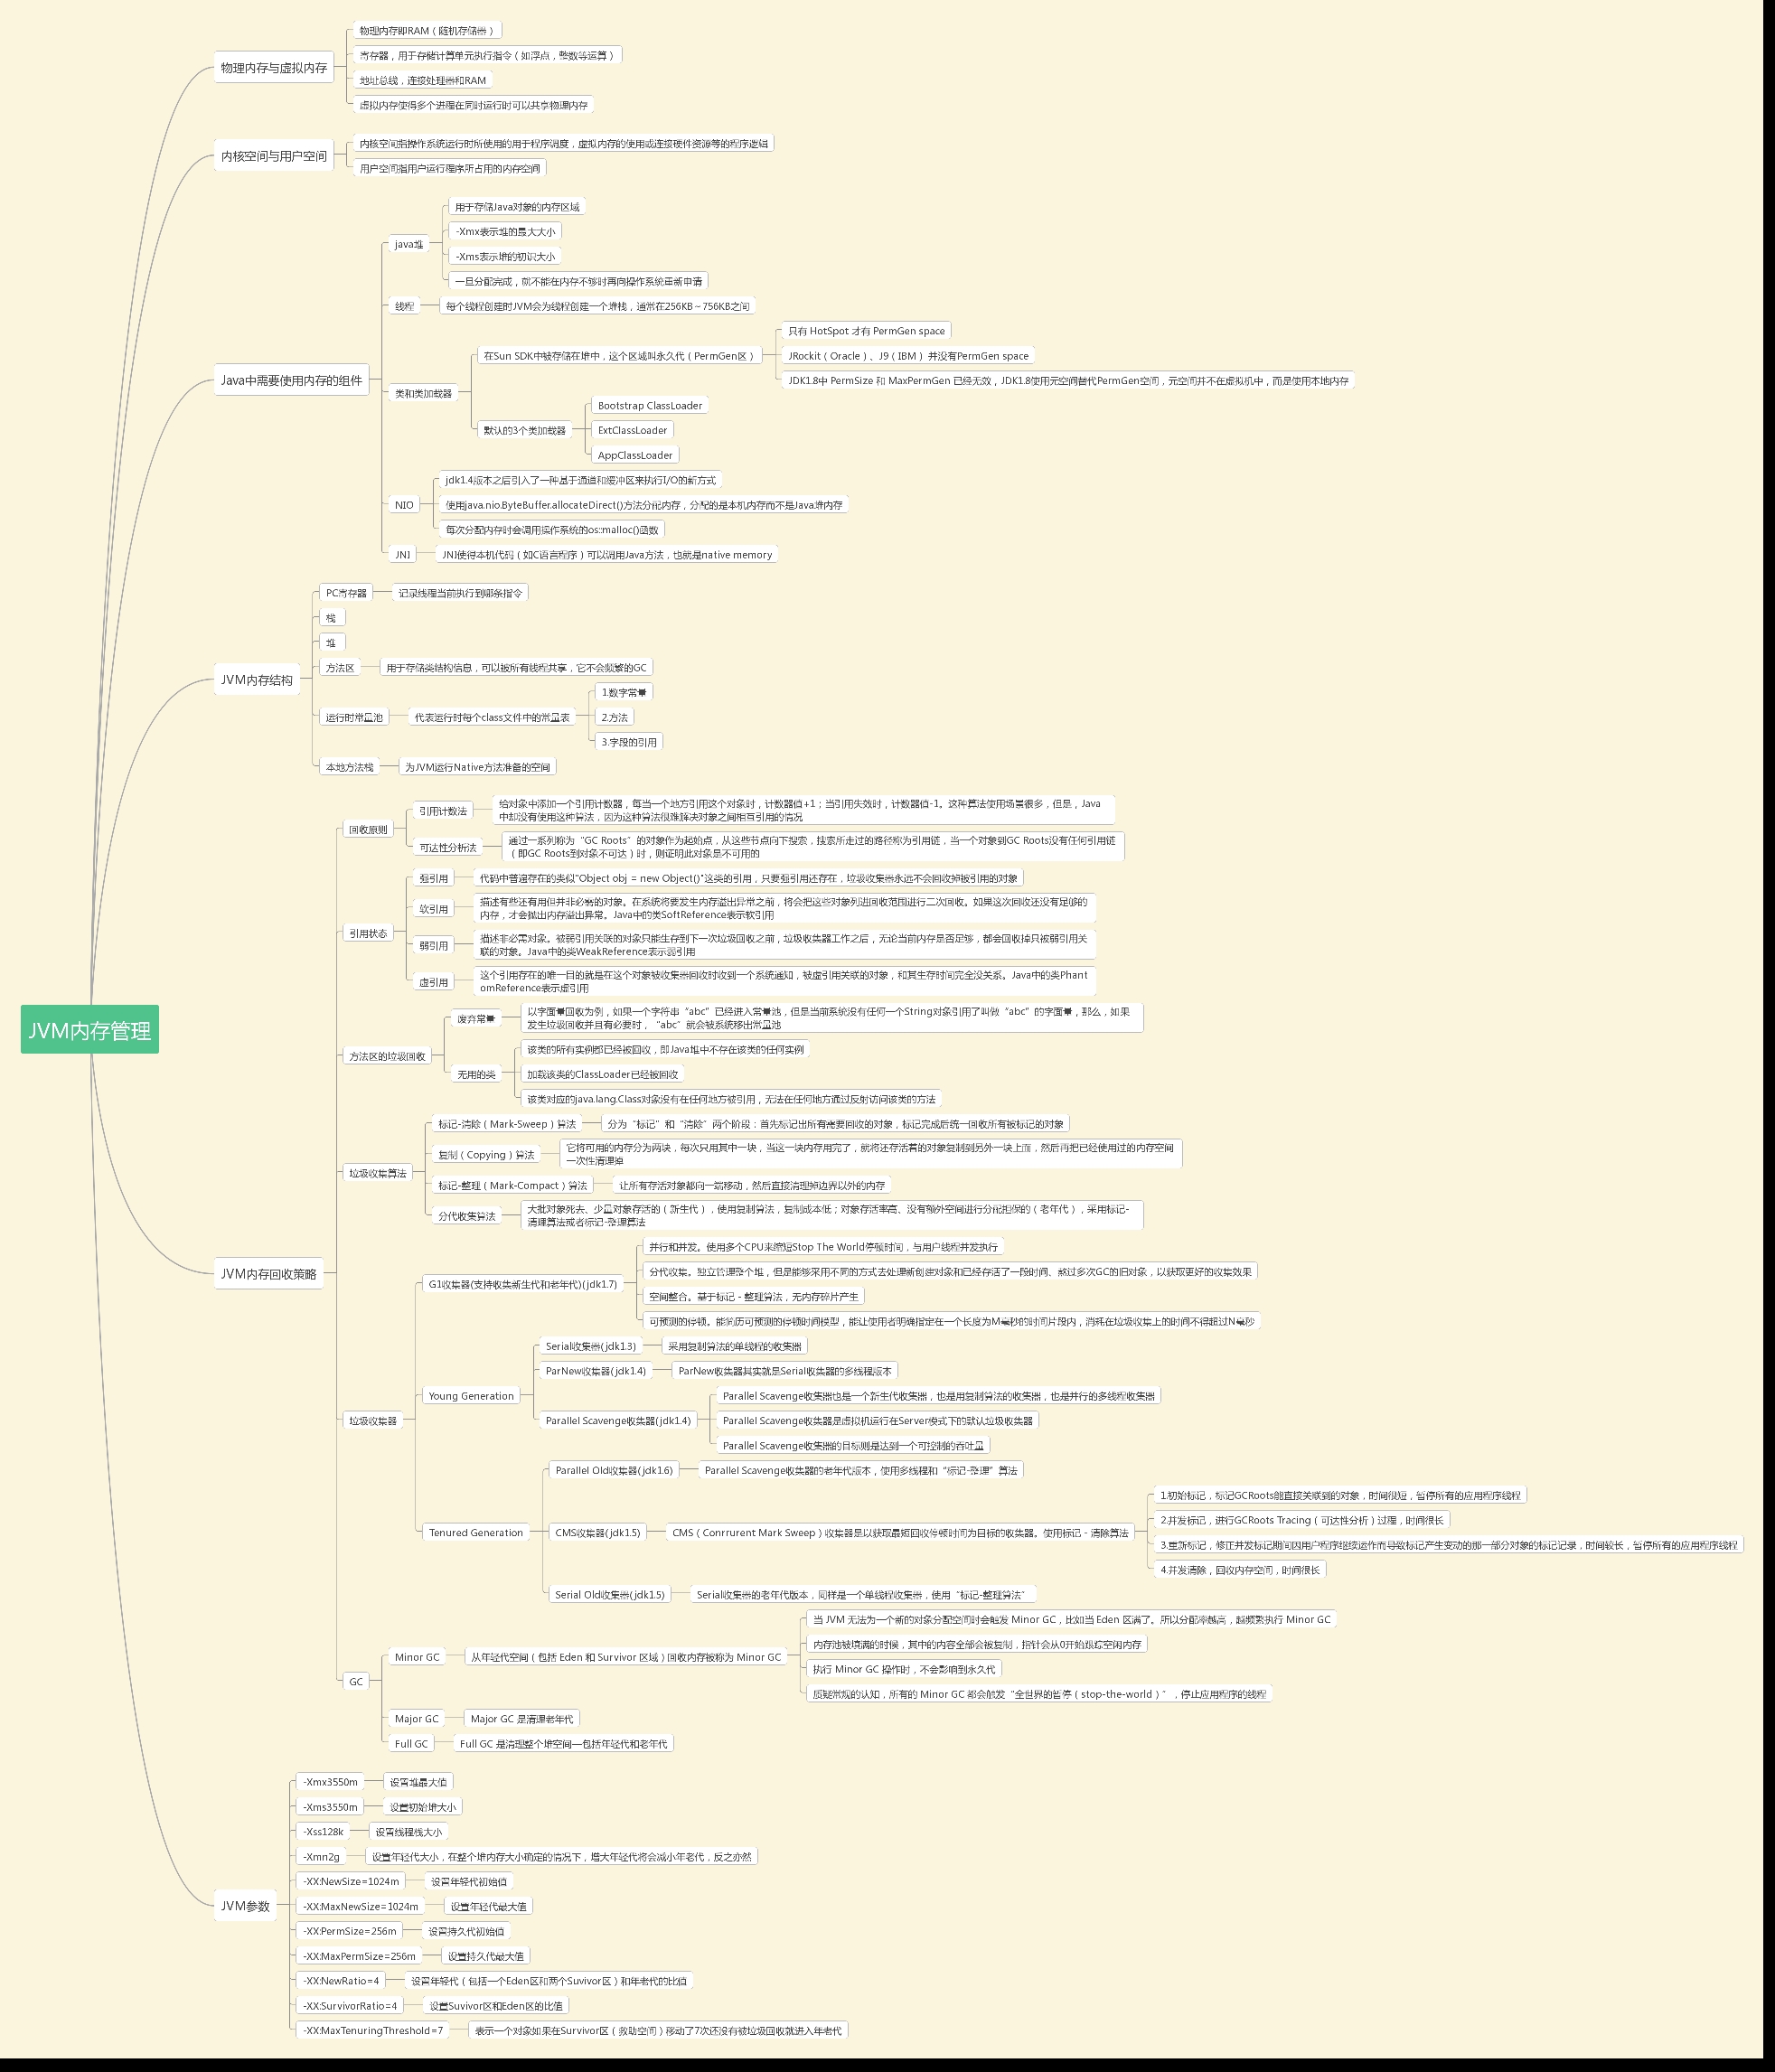 JVM内存管理
物理内存与虚拟内存
物理内存即RAM（随机存储器）
寄存器，用于存储计算单元执行指令（如浮点，整数等运算）
地址总线，连接处理器和RAM
虚拟内存使得多个进程在同时运行时可以共享物理内存
内核空间与用户空间
内核空间指操作系统运行时所使用的用于程序调度，虚拟内存的使用或连接硬件资源等的程序逻辑
用户空间指用户运行程序所占用的内存空间
Java中需要使用内存的组件
java堆
用于存储Java对象的内存区域
-Xmx表示堆的最大大小
-Xms表示堆的初识大小
一旦分配完成，就不能在内存不够时再向操作系统重新申请
线程
每个线程创建时JVM会为线程创建一个堆栈，通常在256KB~756KB之间
类和类加载器
在Sun SDK中被存储在堆中，这个区域叫永久代（PermGen区）
只有 HotSpot 才有 PermGen space
JRockit（Oracle）、J9（IBM） 并没有PermGen space
JDK1.8中 PermSize 和 MaxPermGen 已经无效，JDK1.8使用元空间替代PermGen空间，元空间并不在虚拟机中，而是使用本地内存
默认的3个类加载器
Bootstrap ClassLoader
ExtClassLoader
AppClassLoader
NIO
jdk1.4版本之后引入了一种基于通道和缓冲区来执行I/O的新方式
使用java.nio.ByteBuffer.allocateDirect()方法分配内存，分配的是本机内存而不是Java堆内存
每次分配内存时会调用操作系统的os::malloc()函数
JNI
JNI使得本机代码（如C语言程序）可以调用Java方法，也就是native memory
JVM内存结构
PC寄存器
记录线程当前执行到哪条指令
栈
堆
方法区
用于存储类结构信息，可以被所有线程共享，它不会频繁的GC
运行时常量池
代表运行时每个class文件中的常量表
1.数字常量
2.方法
3.字段的引用
本地方法栈
为JVM运行Native方法准备的空间
JVM内存回收策略
回收原则
引用计数法
给对象中添加一个引用计数器，每当一个地方引用这个对象时，计数器值+1；当引用失效时，计数器值-1。这种算法使用场景很多，但是，Java
中却没有使用这种算法，因为这种算法很难解决对象之间相互引用的情况
可达性分析法
通过一系列称为“GC Roots”的对象作为起始点，从这些节点向下搜索，搜索所走过的路径称为引用链，当一个对象到GC Roots没有任何引用链
（即GC Roots到对象不可达）时，则证明此对象是不可用的
引用状态
强引用
代码中普遍存在的类似"Object obj = new Object()"这类的引用，只要强引用还存在，垃圾收集器永远不会回收掉被引用的对象
软引用
描述有些还有用但并非必需的对象。在系统将要发生内存溢出异常之前，将会把这些对象列进回收范围进行二次回收。如果这次回收还没有足够的
内存，才会抛出内存溢出异常。Java中的类SoftReference表示软引用
弱引用
描述非必需对象。被弱引用关联的对象只能生存到下一次垃圾回收之前，垃圾收集器工作之后，无论当前内存是否足够，都会回收掉只被弱引用关
联的对象。Java中的类WeakReference表示弱引用
虚引用
这个引用存在的唯一目的就是在这个对象被收集器回收时收到一个系统通知，被虚引用关联的对象，和其生存时间完全没关系。Java中的类Phant
omReference表示虚引用
方法区的垃圾回收
废弃常量
以字面量回收为例，如果一个字符串“abc”已经进入常量池，但是当前系统没有任何一个String对象引用了叫做“abc”的字面量，那么，如果
发生垃圾回收并且有必要时，“abc”就会被系统移出常量池
无用的类
该类的所有实例都已经被回收，即Java堆中不存在该类的任何实例
加载该类的ClassLoader已经被回收
该类对应的java.lang.Class对象没有在任何地方被引用，无法在任何地方通过反射访问该类的方法
垃圾收集算法
标记-清除（Mark-Sweep）算法
分为“标记”和“清除”两个阶段：首先标记出所有需要回收的对象，标记完成后统一回收所有被标记的对象
复制（Copying）算法
它将可用的内存分为两块，每次只用其中一块，当这一块内存用完了，就将还存活着的对象复制到另外一块上面，然后再把已经使用过的内存空间
一次性清理掉
标记-整理（Mark-Compact）算法
让所有存活对象都向一端移动，然后直接清理掉边界以外的内存
分代收集算法
大批对象死去、少量对象存活的（新生代），使用复制算法，复制成本低；对象存活率高、没有额外空间进行分配担保的（老年代），采用标记-
清理算法或者标记-整理算法
垃圾收集器
G1收集器(支持收集新生代和老年代)(jdk1.7)
并行和并发。使用多个CPU来缩短Stop The World停顿时间，与用户线程并发执行
分代收集。独立管理整个堆，但是能够采用不同的方式去处理新创建对象和已经存活了一段时间、熬过多次GC的旧对象，以获取更好的收集效果
空间整合。基于标记 - 整理算法，无内存碎片产生
可预测的停顿。能简历可预测的停顿时间模型，能让使用者明确指定在一个长度为M毫秒的时间片段内，消耗在垃圾收集上的时间不得超过N毫秒
Young Generation
Serial收集器(jdk1.3)
采用复制算法的单线程的收集器
ParNew收集器(jdk1.4)
ParNew收集器其实就是Serial收集器的多线程版本
Parallel Scavenge收集器(jdk1.4)
Parallel Scavenge收集器也是一个新生代收集器，也是用复制算法的收集器，也是并行的多线程收集器
Parallel Scavenge收集器是虚拟机运行在Server模式下的默认垃圾收集器
Parallel Scavenge收集器的目标则是达到一个可控制的吞吐量
Tenured Generation
Parallel Old收集器(jdk1.6)
Parallel Scavenge收集器的老年代版本，使用多线程和“标记-整理”算法
CMS收集器(jdk1.5)
CMS（Conrrurent Mark Sweep）收集器是以获取最短回收停顿时间为目标的收集器。使用标记 - 清除算法
1.初始标记，标记GCRoots能直接关联到的对象，时间很短，暂停所有的应用程序线程
2.并发标记，进行GCRoots Tracing（可达性分析）过程，时间很长
3.重新标记，修正并发标记期间因用户程序继续运作而导致标记产生变动的那一部分对象的标记记录，时间较长，暂停所有的应用程序线程
4.并发清除，回收内存空间，时间很长
Serial Old收集器(jdk1.5)
Serial收集器的老年代版本，同样是一个单线程收集器，使用“标记-整理算法”
GC
Minor GC
从年轻代空间（包括 Eden 和 Survivor 区域）回收内存被称为 Minor GC
当 JVM 无法为一个新的对象分配空间时会触发 Minor GC，比如当 Eden 区满了。所以分配率越高，越频繁执行 Minor GC
内存池被填满的时候，其中的内容全部会被复制，指针会从0开始跟踪空闲内存
执行 Minor GC 操作时，不会影响到永久代
质疑常规的认知，所有的 Minor GC 都会触发“全世界的暂停（stop-the-world）”，停止应用程序的线程
Major GC
Major GC 是清理老年代
Full GC
Full GC 是清理整个堆空间—包括年轻代和老年代
JVM参数
-Xmx3550m
设置堆最大值
-Xms3550m
设置初始堆大小
-Xss128k
设置线程栈大小
-Xmn2g
设置年轻代大小，在整个堆内存大小确定的情况下，增大年轻代将会减小年老代，反之亦然
-XX:NewSize=1024m
设置年轻代初始值
-XX:MaxNewSize=1024m
设置年轻代最大值
-XX:PermSize=256m
设置持久代初始值
-XX:MaxPermSize=256m
设置持久代最大值
-XX:NewRatio=4
设置年轻代（包括一个Eden区和两个Suvivor区）和年老代的比值
-XX:SurvivorRatio=4
设置Suvivor区和Eden区的比值
-XX:MaxTenuringThreshold=7
表示一个对象如果在Survivor区（救助空间）移动了7次还没有被垃圾回收就进入年老代